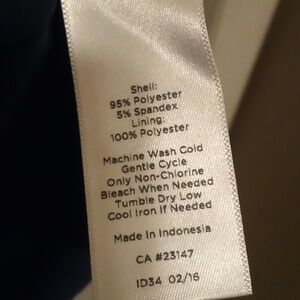 Shell:
95% Polyester
5% Spandex
Lining:
100% Polyester
Machine Wash Cold
Gentle Cycle
Only Non-Chlorine
Bleach When Needed
Tumble Dry Low
Cool Iron If Needed
Made In Indonesia
CA #23147
ID34 02/16